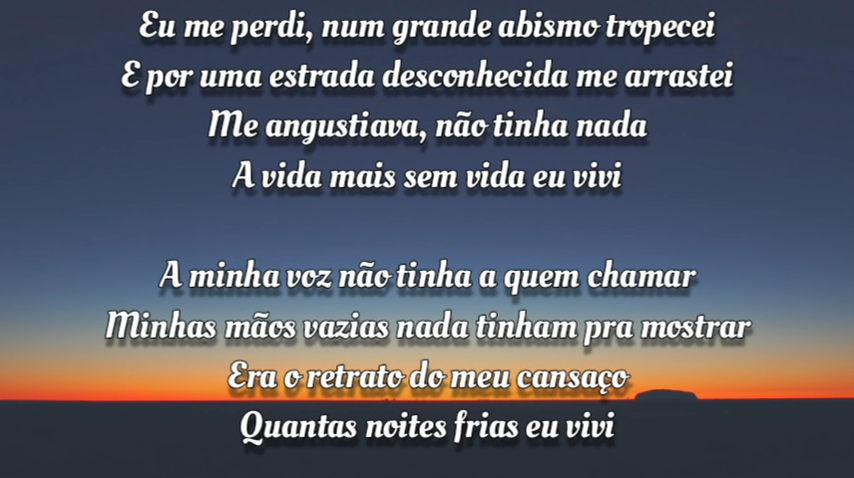 Eu me perdi, num grande abismo tropecei
E por uma estrada desconhecida me arrastei
Me angustiava, não tinha nada
A vida mais sem vida eu vivi
A minha voz não tinha a quem chamar
Minhas mãos vazias nada tinham pra mostrar
Era o retrato do meu cansaço
Quantas noites frias eu vivi